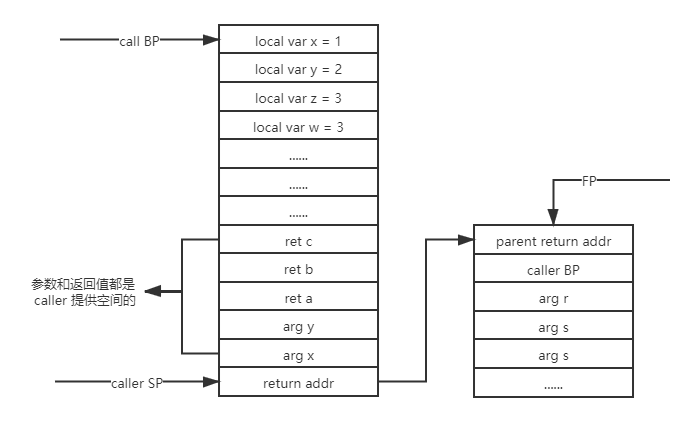 call BP
local var x = 1
local var y = 2
local var z = 3
local var w = 3
......
......
......
ret c
ret b
ret a
arg y
arg x
return addr
参数和返回值都是
caller 提供空间的
caller SP
FP
parent return addr
caller BP
arg r
arg s
arg s
......